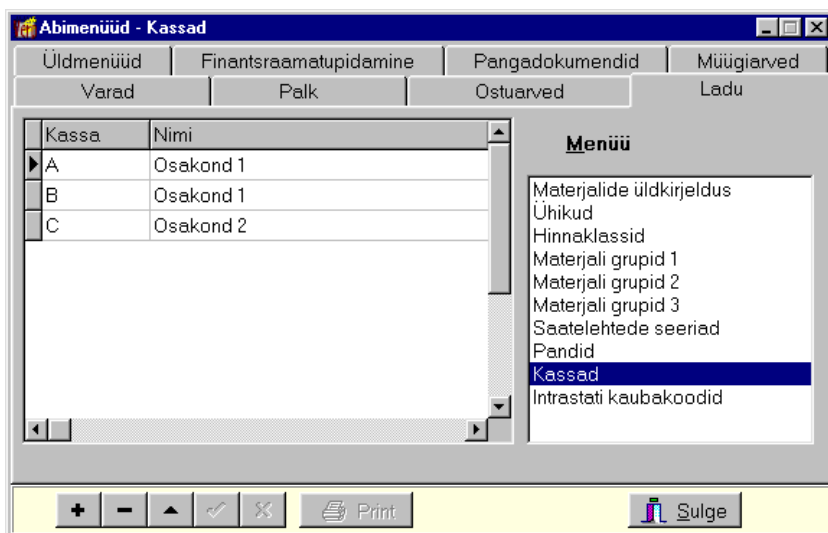 Abimenüüd - Kassad
Üldmenüüd Finantsraamatupidamine Pangadokumendid Müügiarved
Varad Palk Ostuarved Ladu
Kassa Nimi
A Osakond 1
B Osakond 1
C Osakond 2
Menüü
Materjalide üldkirjeldus
Ühikud
Hinnaklassid
Materjali grupid 1
Materjali grupid 2
Materjali grupid 3
Saatelehtede seeriad
Pandid
Kassad
Intrastati kaubakoodid
Print Sulge